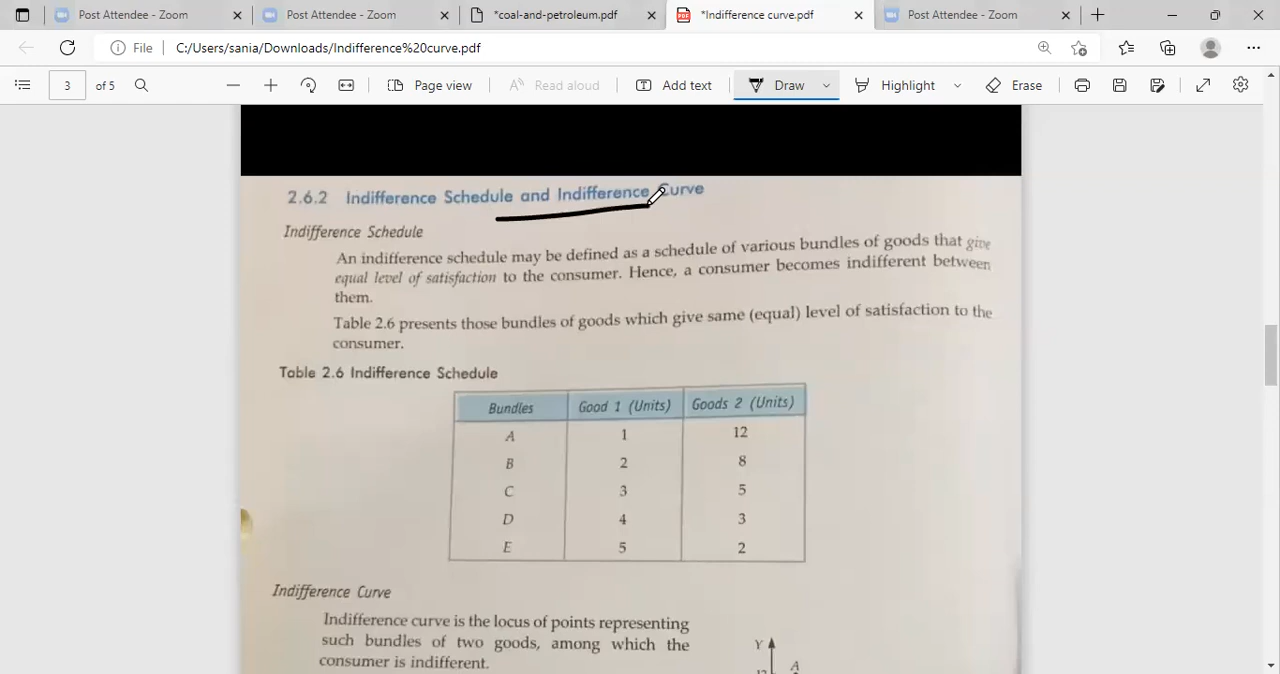 Post Attendee - Zoom
Post Attendee - Zoom
*coal-and-petroleum.pdf
*Indifference curve.pdf
Post Attendee - Zoom
File
C:/Users/sania/Downloads/Indifference%20curve.pdf
3 of 5
Page view
Read aloud
Add text
Draw
Highlight
Erase
2.6.2 Indifference Schedule and Indifference Curve
Indifference Schedule
An indifference schedule may be defined as a schedule of various bundles of goods that give
equal level of satisfaction to the consumer. Hence, a consumer becomes indifferent between
them.
Table 2.6 presents those bundles of goods which give same (equal) level of satisfaction to the
consumer.
Table 2.6 Indifference Schedule
Bundles Good 1 (Units) Goods 2 (Units)
A 1 12
B 2 8
C 3 5
D 4 3
E 5 2
Indifference Curve
Indifference curve is the locus of points representing
such bundles of two goods, among which the
consumer is indifferent.
Y
A